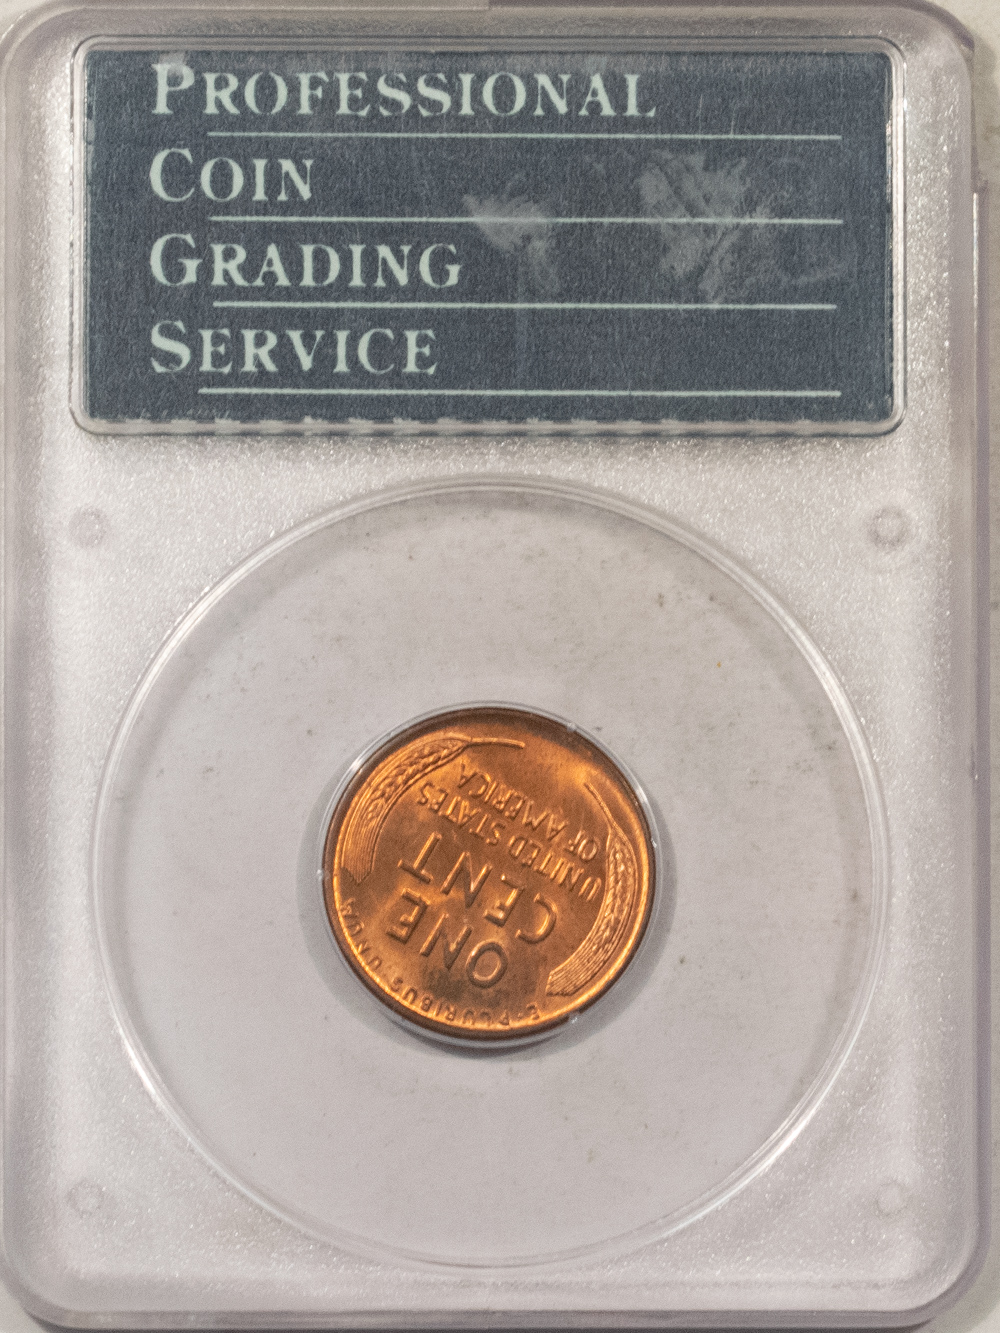 PROFESSIONAL
COIN
GRADING
SERVICE
E·PLURIBUS·UNUM
ONE
CENT
UNITED STATES
OF AMERICA